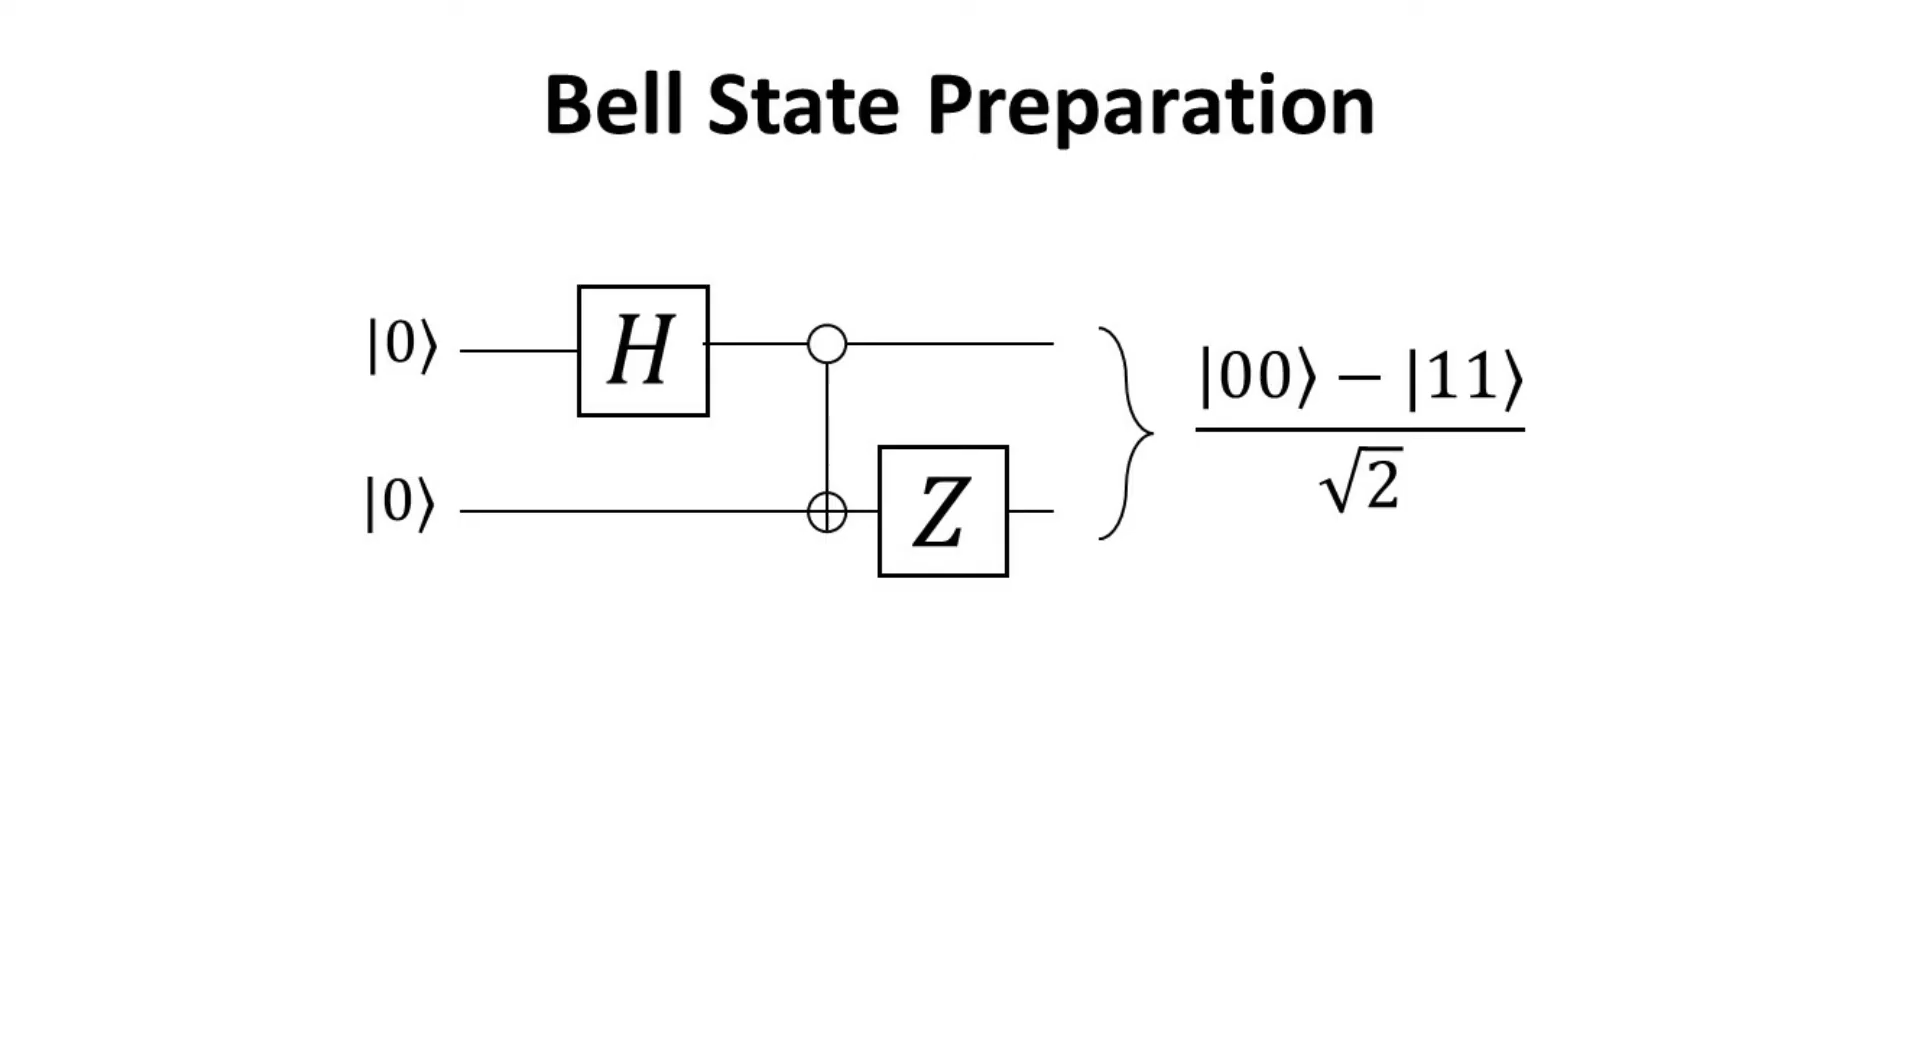 Bell State Preparation
|0⟩ H
|00⟩ − |11⟩
√2
|0⟩ Z